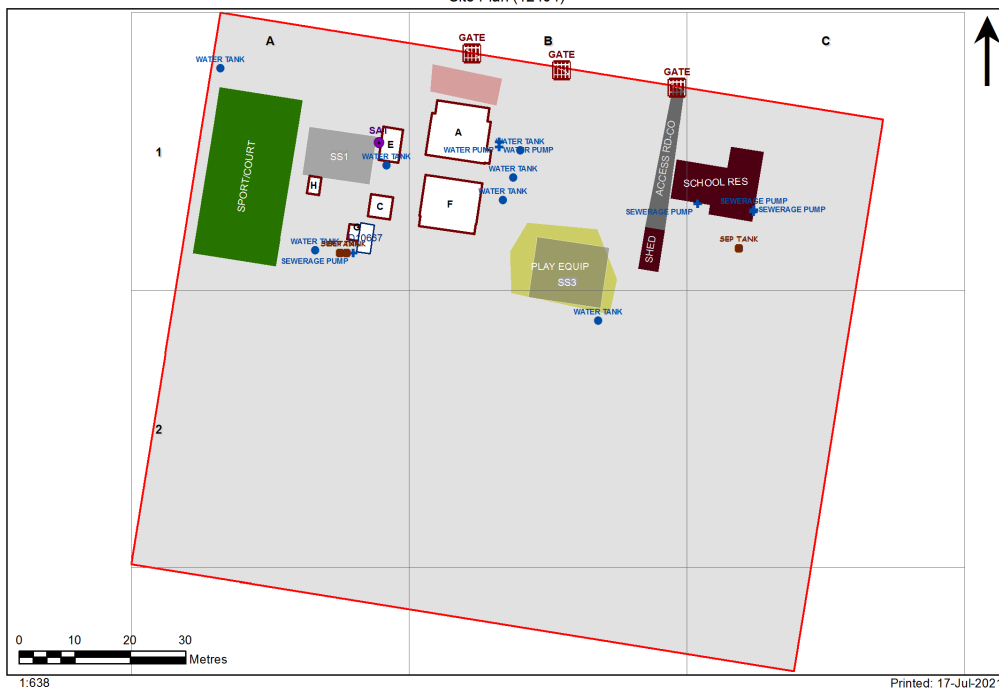 A
B
C
GATE
GATE
GATE
WATER TANK
SPORT/COURT
SS1
SA1
E
WATER TANK
H
C
G
A
WATER TANK
WATER PUMP
WATER PUMP
WATER TANK
WATER TANK
F
1
ACCESS RD-CO
SCHOOL RES
SEWERAGE PUMP
SEWERAGE PUMP
SEWERAGE PUMP
SEP TANK
SHED
WATER TANK
SEWERAGE PUMP
PLAY EQUIP
SS3
WATER TANK
2
0 10 20 30
Metres
1:638
Printed: 17-Jul-2021